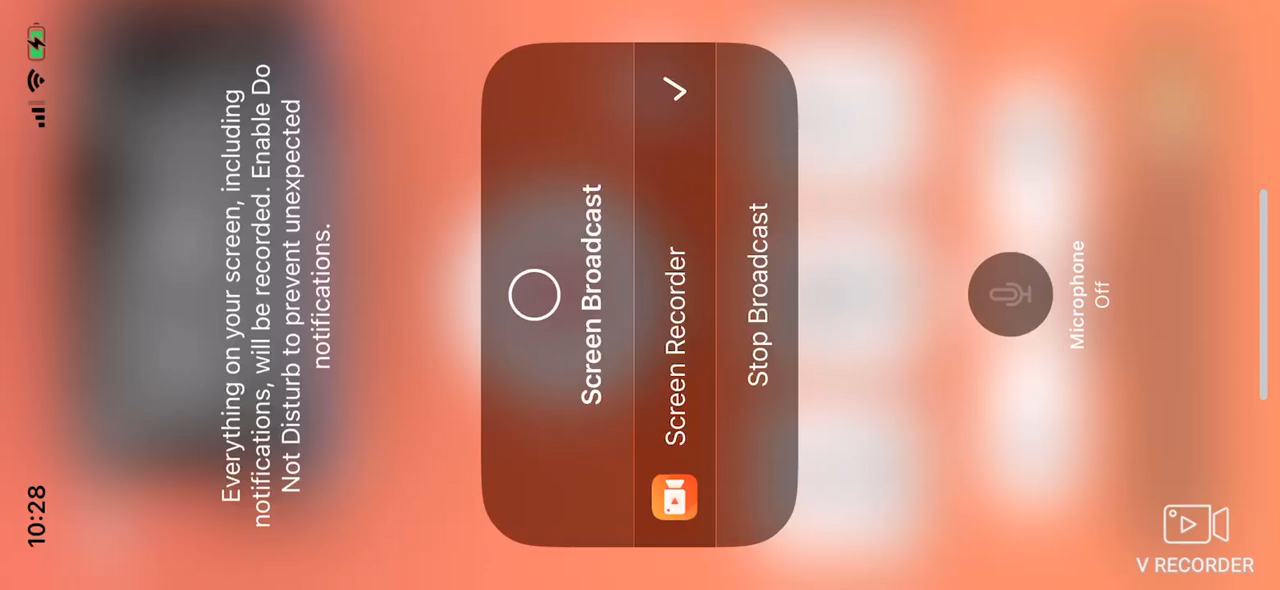 10:28
Everything on your screen, including
notifications, will be recorded. Enable Do
Not Disturb to prevent unexpected
notifications.
Screen Broadcast
Screen Recorder
Stop Broadcast
Microphone
Off
V RECORDER